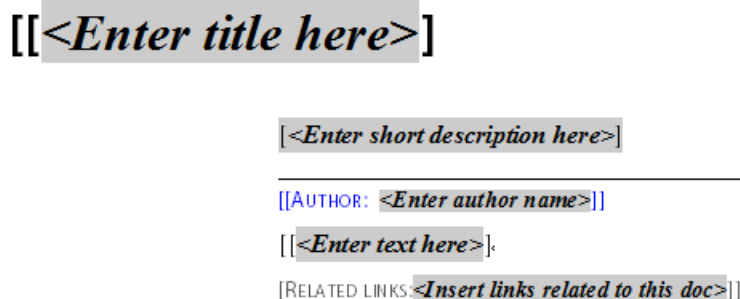 [[<Enter title here>]
[<Enter short description here>]
[[AUTHOR: <Enter author name>]]
[[<Enter text here>].
[RELATED LINKS:<Insert links related to this doc>]]